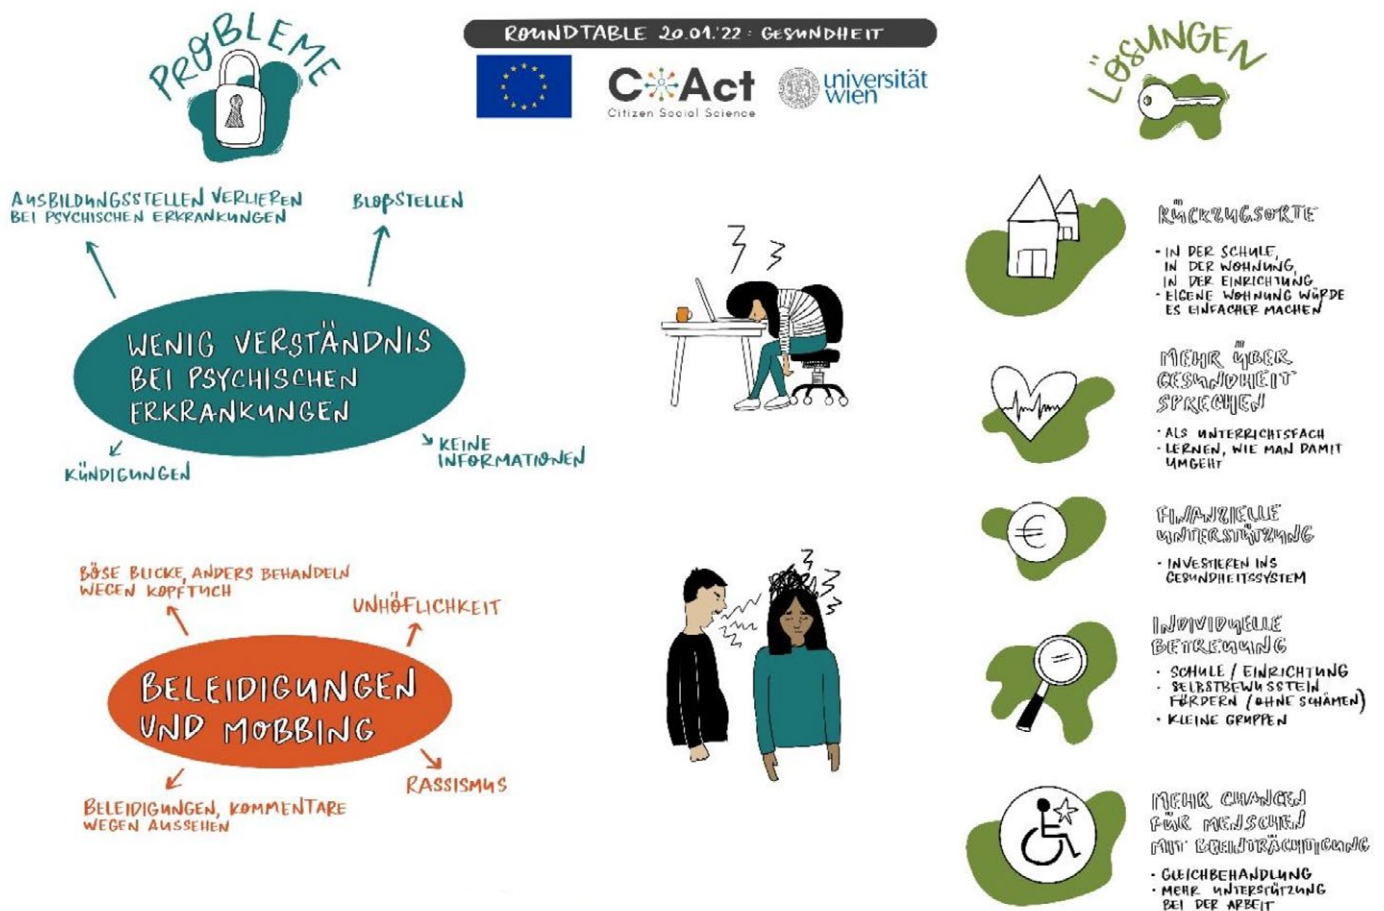 PROBLEME
ROUNDTABLE 20.01.'22 : GESUNDHEIT
CoAct
Citizen Social Science
universität
wien
LÖSUNGEN
AUSBILDUNGSSTELLEN VERLIEREN
BEI PSYCHISCHEN ERKRANKUNGEN
BLOßSTELLEN
WENIG VERSTÄNDNIS
BEI PSYCHISCHEN
ERKRANKUNGEN
KÜNDIGUNGEN
KEINE
INFORMATIONEN
BÖSE BLICKE, ANDERS BEHANDELN
WEGEN KOPFTUCH
UNHÖFLICHKEIT
BELEIDIGUNGEN
UND MOBBING
BELEIDIGUNGEN, KOMMENTARE
WEGEN AUSSEHEN
RASSISMUS
RÜCKZUGSORTE
· IN DER SCHULE,
IN DER WOHNUNG,
IN DER EINRICHTUNG
· EIGENE WOHNUNG WÜRDE
ES EINFACHER MACHEN
MEHR ÜBER
GESUNDHEIT
SPRECHEN
· ALS UNTERRICHTSFACH
· LERNEN, WIE MAN DAMIT
UMGEHT
€
FINANZIELLE
UNTERSTÜTZUNG
· INVESTIEREN INS
GESUNDHEITSSYSTEM
INDIVIDUELLE
BETREUUNG
· SCHULE / EINRICHTUNG
· SELBSTBEWUSSTEIN
FÖRDERN (OHNE SCHÄMEN)
· KLEINE GRUPPEN
MEHR CHANCEN
FÜR MENSCHEN
MIT BEEINTRÄCHTIGUNG
· GLEICHBEHANDLUNG
· MEHR UNTERSTÜTZUNG
BEI DER ARBEIT